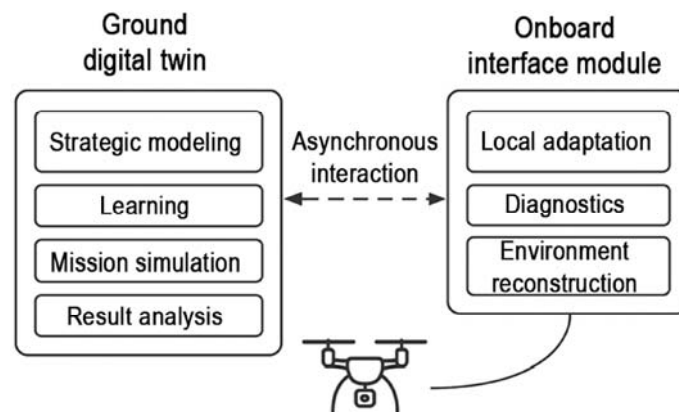 Ground
digital twin
Strategic modeling
Learning
Mission simulation
Result analysis
Asynchronous
interaction
Onboard
interface module
Local adaptation
Diagnostics
Environment
reconstruction